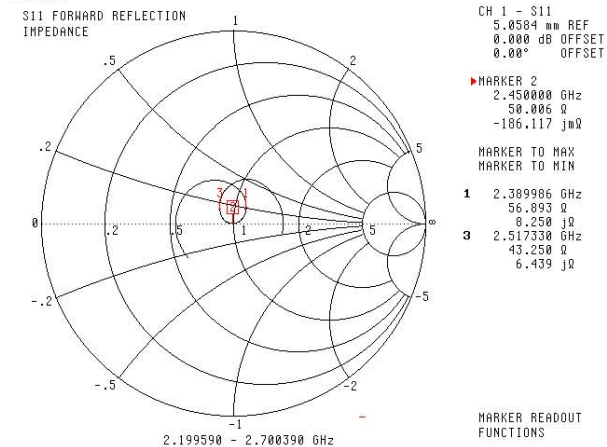 S11 FORWARD REFLECTION
IMPEDANCE
CH 1 - S11
5.0584 mm REF
0.000 dB OFFSET
0.00° OFFSET
▶MARKER 2
2.450000 GHz
50.006 Ω
-186.117 jmΩ
MARKER TO MAX
MARKER TO MIN
1 2.389986 GHz
56.893 Ω
8.250 jΩ
3 2.517330 GHz
43.250 Ω
6.439 jΩ
MARKER READOUT
FUNCTIONS
1
.5
2
.2
5
3 1
2
0 .2 .5 1 2 5 ∞
-.2
-5
-.5
-2
-1
2.199590 - 2.700390 GHz